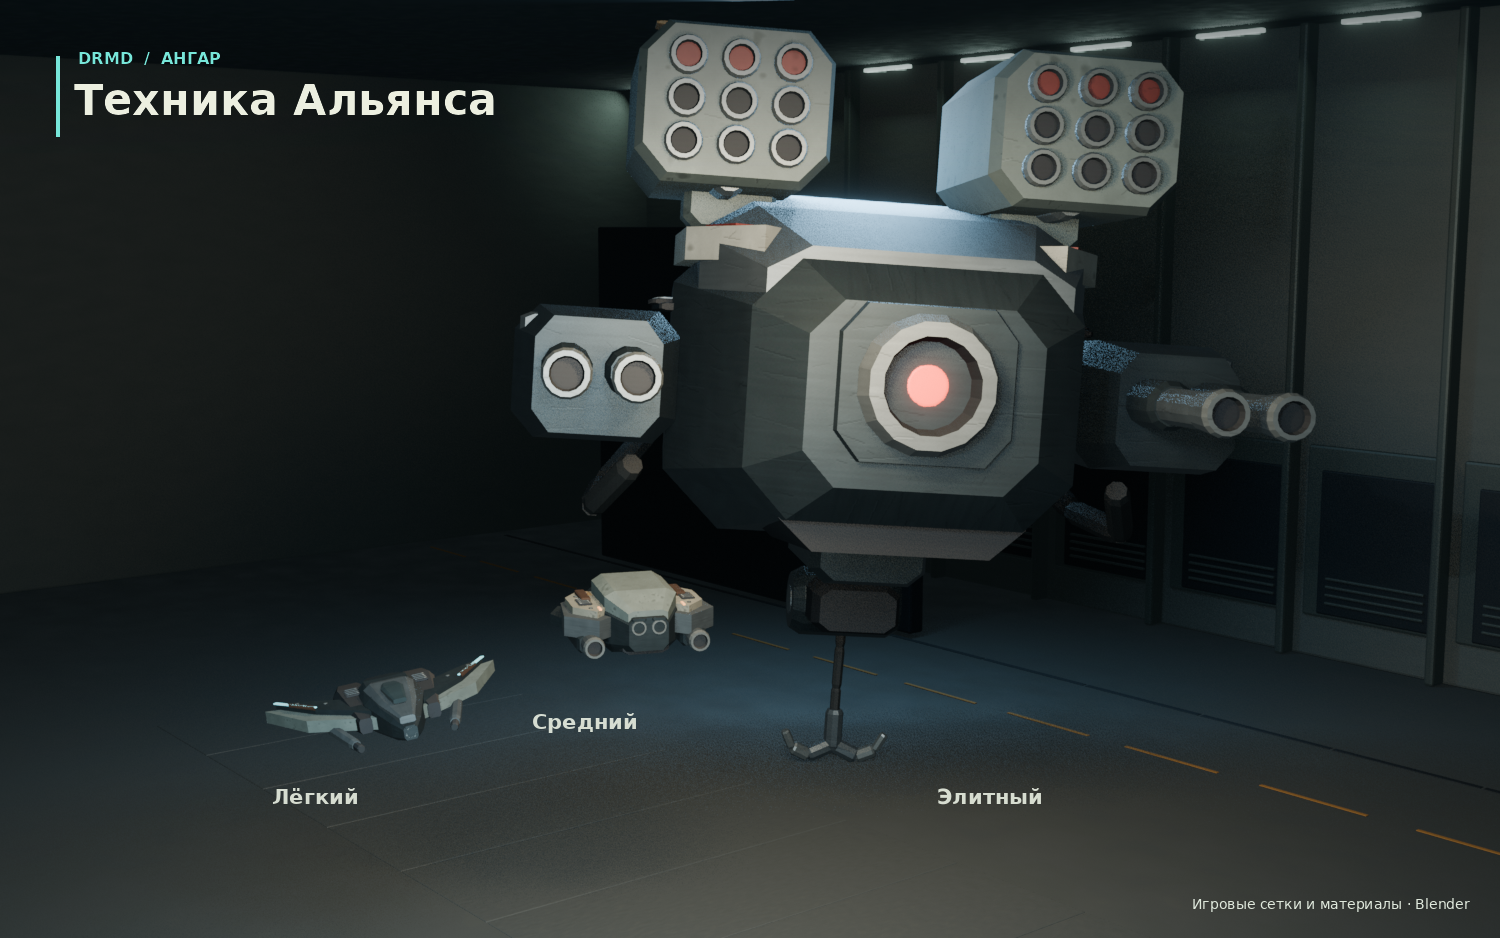 DRMD / АНГАР
Техника Альянса
Средний
Лёгкий
Элитный
Игровые сетки и материалы · Blender